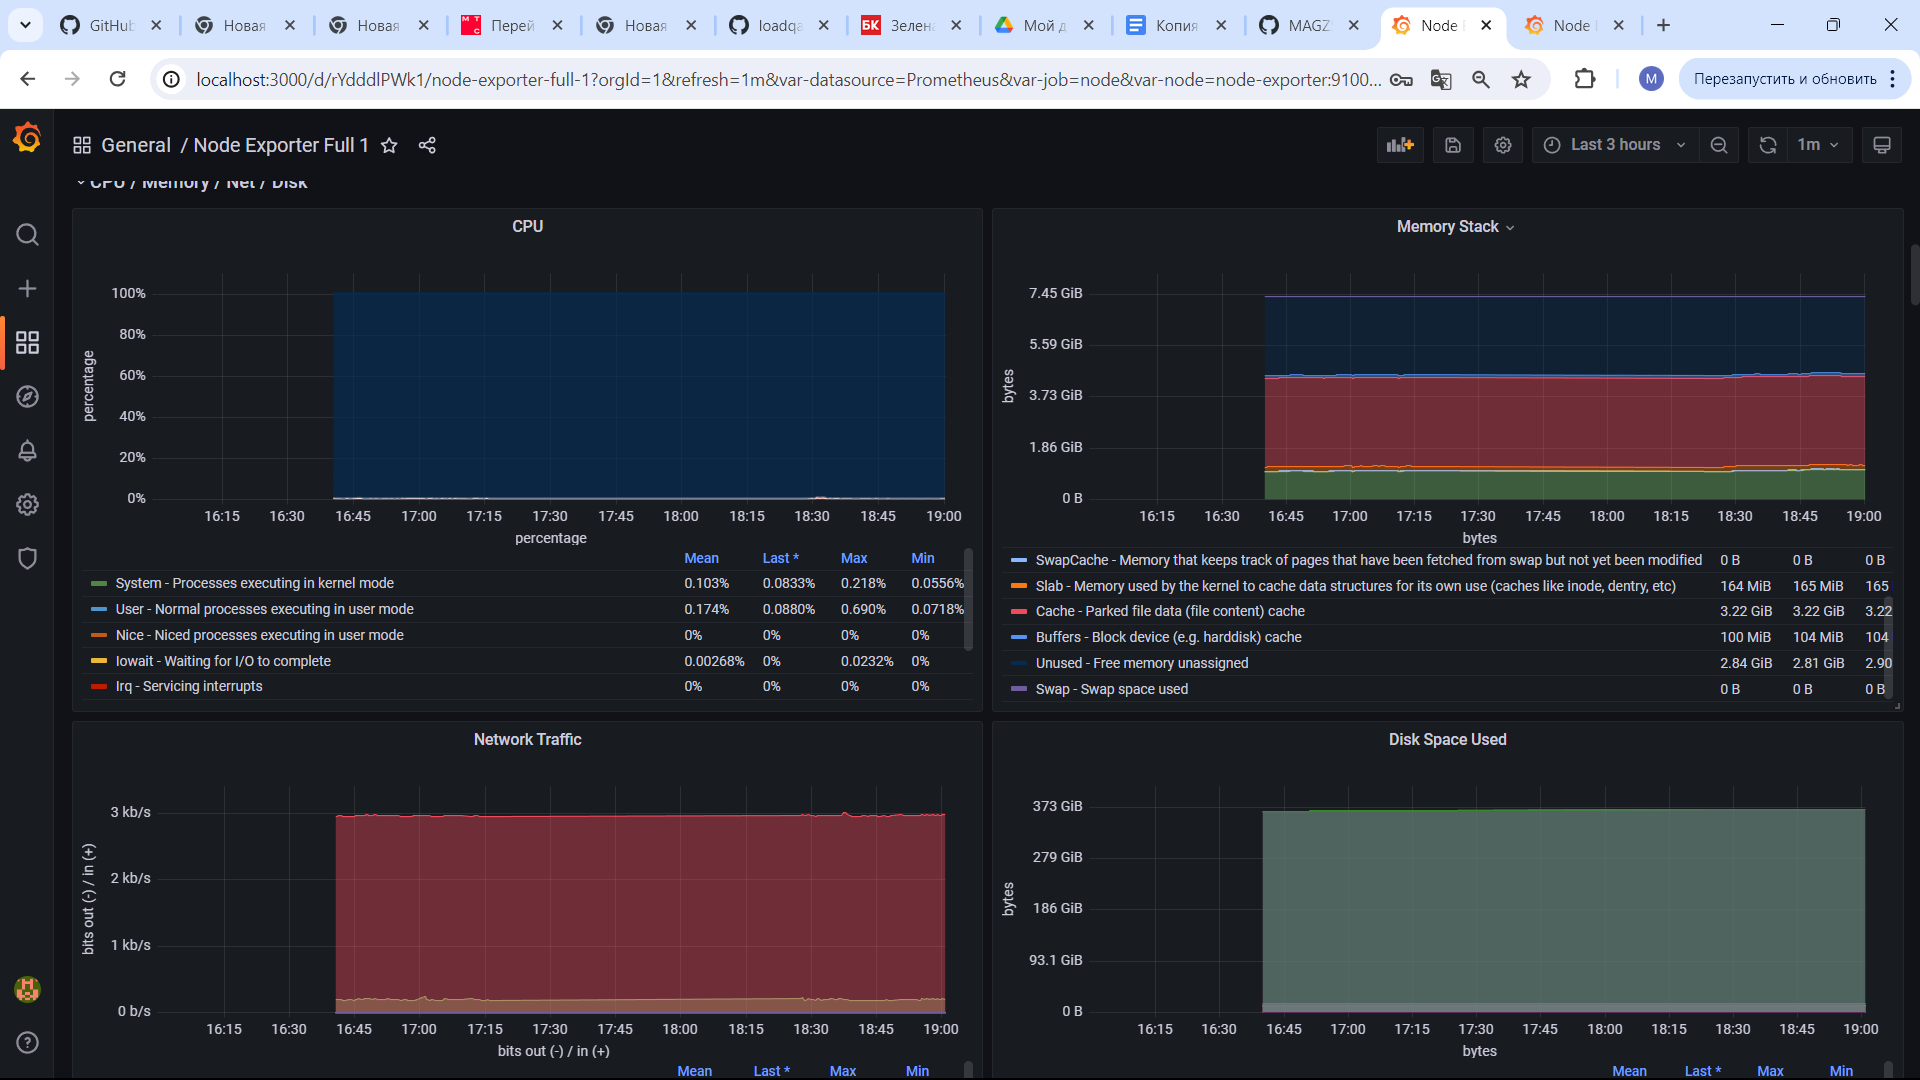 GitHub
Новая
Новая
Перей
Новая
loadqa
Зелена
Мой д
Копия
MAGZ
Node
Node
localhost:3000/d/rYdddlPWk1/node-exporter-full-1?orgId=1&refresh=1m&var-datasource=Prometheus&var-job=node&var-node=node-exporter:9100...
M
Перезапустить и обновить
General / Node Exporter Full 1
Last 3 hours
1m
CPU / Memory / Net / Disk
CPU
percentage
100%
80%
60%
40%
20%
0%
16:15 16:30 16:45 17:00 17:15 17:30 17:45 18:00 18:15 18:30 18:45 19:00
percentage
Mean Last * Max Min
System - Processes executing in kernel mode 0.103% 0.0833% 0.218% 0.0556%
User - Normal processes executing in user mode 0.174% 0.0880% 0.690% 0.0718%
Nice - Niced processes executing in user mode 0% 0% 0% 0%
Iowait - Waiting for I/O to complete 0.00268% 0% 0.0232% 0%
Irq - Servicing interrupts 0% 0% 0% 0%
Memory Stack
bytes
7.45 GiB
5.59 GiB
3.73 GiB
1.86 GiB
0 B
16:15 16:30 16:45 17:00 17:15 17:30 17:45 18:00 18:15 18:30 18:45 19:00
bytes
SwapCache - Memory that keeps track of pages that have been fetched from swap but not yet been modified 0 B 0 B 0 B
Slab - Memory used by the kernel to cache data structures for its own use (caches like inode, dentry, etc) 164 MiB 165 MiB 165
Cache - Parked file data (file content) cache 3.22 GiB 3.22 GiB 3.22
Buffers - Block device (e.g. harddisk) cache 100 MiB 104 MiB 104
Unused - Free memory unassigned 2.84 GiB 2.81 GiB 2.90
Swap - Swap space used 0 B 0 B 0 B
Network Traffic
bits out (-) / in (+)
3 kb/s
2 kb/s
1 kb/s
0 b/s
16:15 16:30 16:45 17:00 17:15 17:30 17:45 18:00 18:15 18:30 18:45 19:00
bits out (-) / in (+)
Mean Last * Max Min
Disk Space Used
bytes
373 GiB
279 GiB
186 GiB
93.1 GiB
0 B
16:15 16:30 16:45 17:00 17:15 17:30 17:45 18:00 18:15 18:30 18:45 19:00
bytes
Mean Last * Max Min